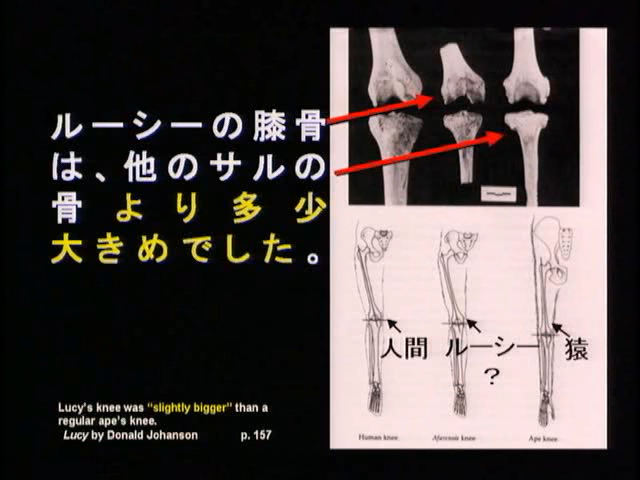 ルーシーの膝骨
は、他のサルの
骨より多少
大きめでした。
人間 ルーシー 猿
?
Human knee Afarensis knee Ape knee
Lucy's knee was “slightly bigger” than a
regular ape's knee.
Lucy by Donald Johanson p. 157